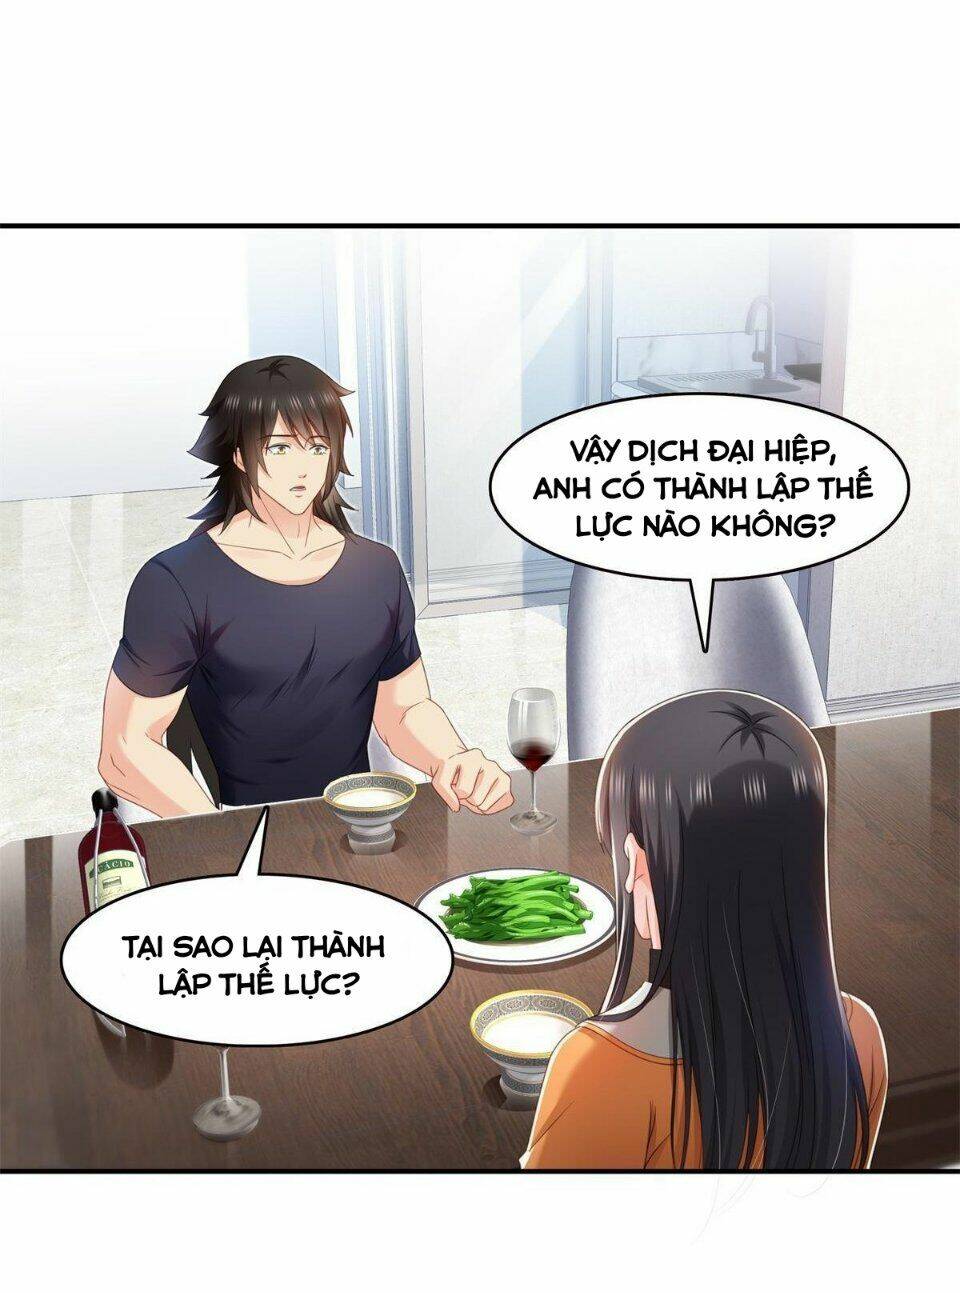 VẬY DỊCH ĐẠI HIỆP,
ANH CÓ THÀNH LẬP THẾ
LỰC NÀO KHÔNG?
CÁCIO
TẠI SAO LẠI THÀNH
LẬP THẾ LỰC?